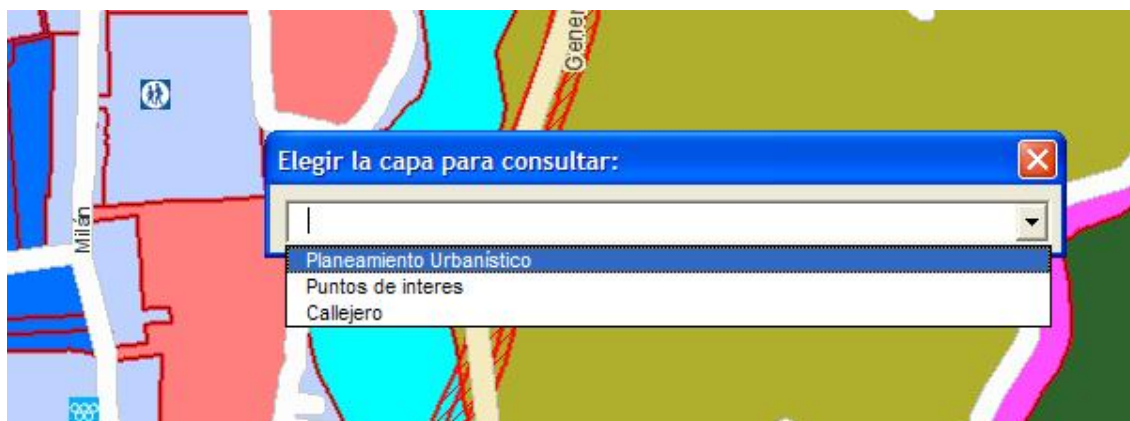 Gener
Elegir la capa para consultar:
Milán
Planeamiento Urbanístico
Puntos de interes
Callejero